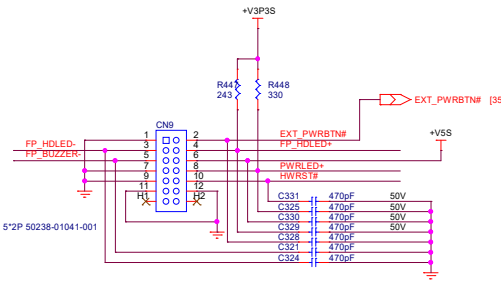 +V3P3S
R447
243
R448
330
EXT_PWRBTN# [35
+V5S
CN9
1 2 EXT_PWRBTN#
FP_HDLED- 3 4 FP_HDLED+
FP_BUZZER- 5 6
7 8 PWRLED+
9 10 HWRST#
11 12
H1 H2
C331 470pF 50V
C325 470pF 50V
C330 470pF 50V
C329 470pF 50V
C328 470pF
C321 470pF
C324 470pF
5*2P 50238-01041-001